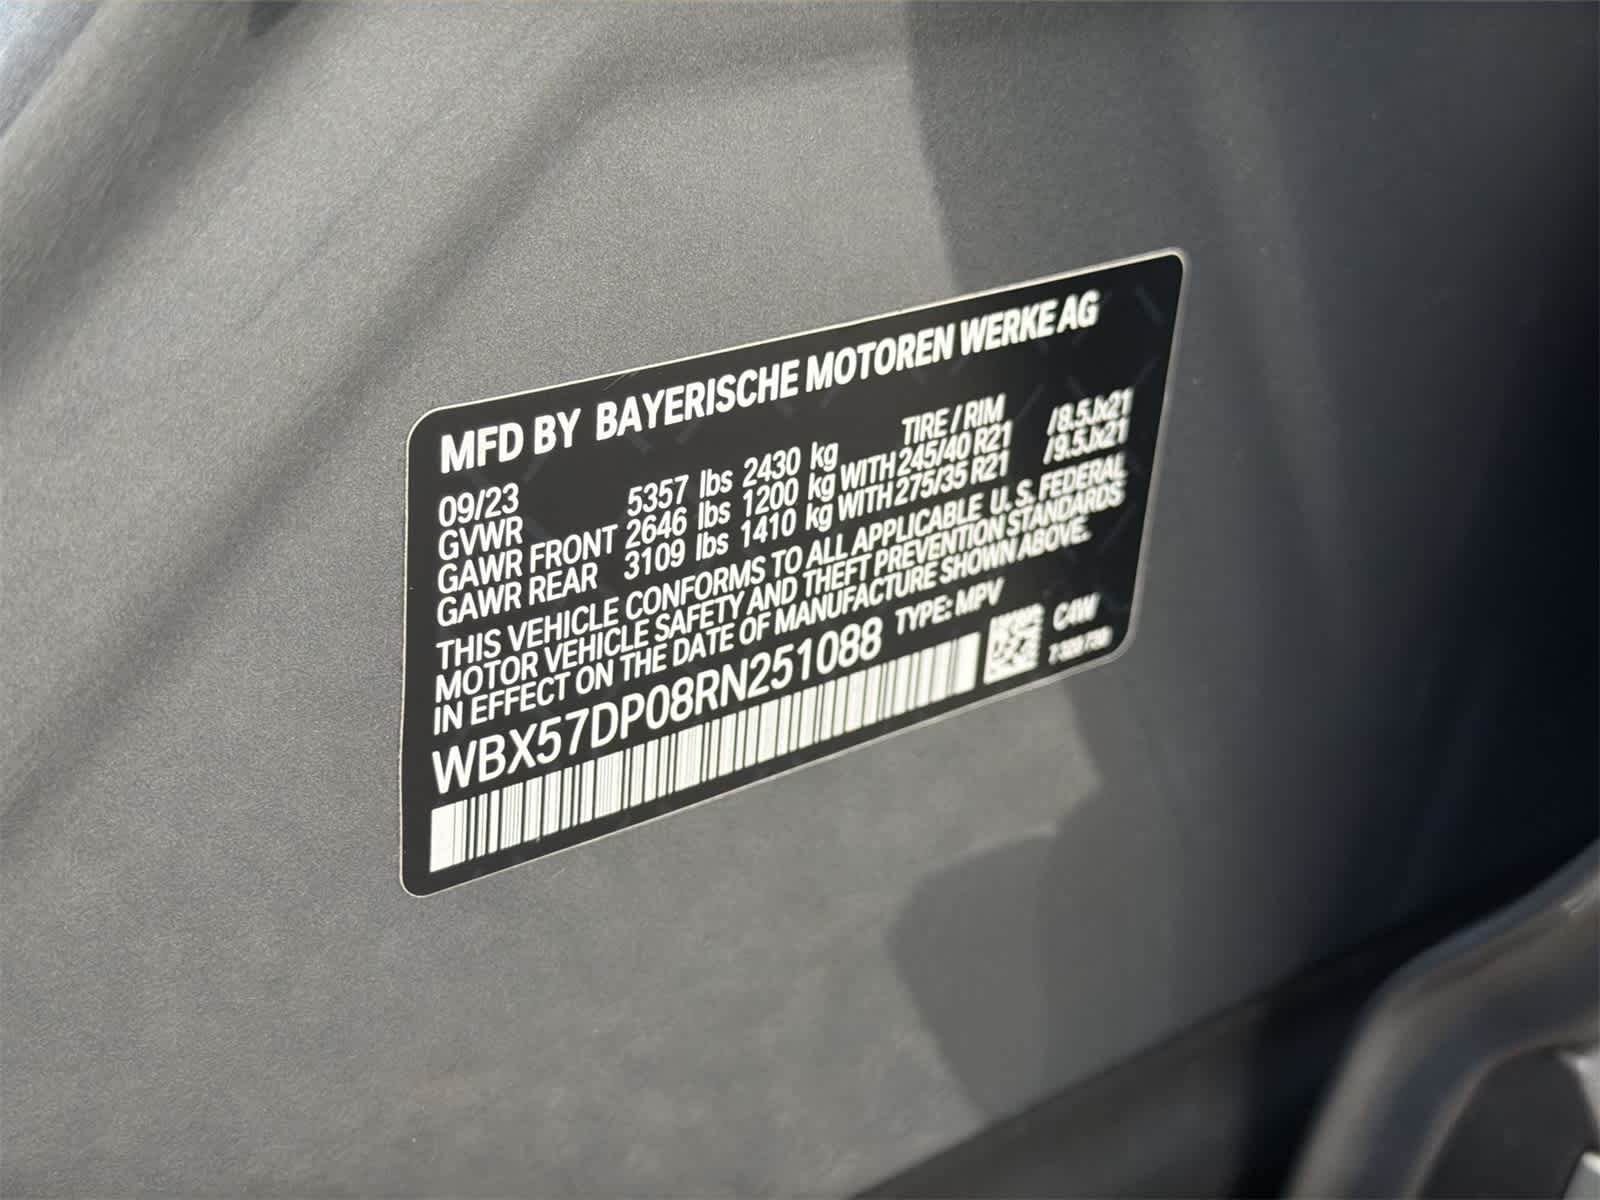 MFD BY BAYERISCHE MOTOREN WERKE AG
09/23 TIRE / RIM
GVWR 5357 lbs 2430 kg
GAWR FRONT 2646 lbs 1200 kg WITH 245/40 R21 /8.5Jx21
GAWR REAR 3109 lbs 1410 kg WITH 275/35 R21 /9.5Jx21
THIS VEHICLE CONFORMS TO ALL APPLICABLE U. S. FEDERAL
MOTOR VEHICLE SAFETY AND THEFT PREVENTION STANDARDS
IN EFFECT ON THE DATE OF MANUFACTURE SHOWN ABOVE.
WBX57DP08RN251088 TYPE: MPV
C4W